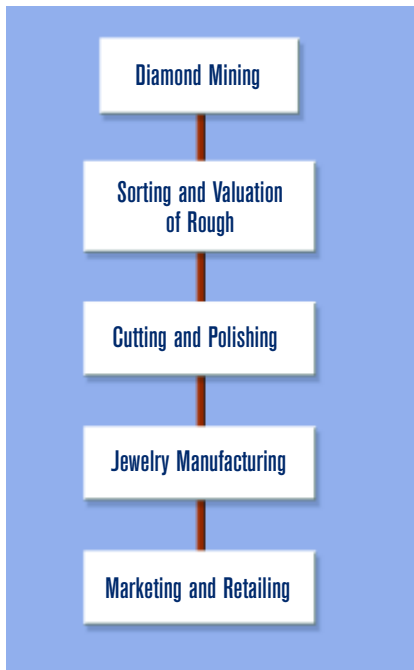 Diamond Mining
Sorting and Valuation
of Rough
Cutting and Polishing
Jewelry Manufacturing
Marketing and Retailing